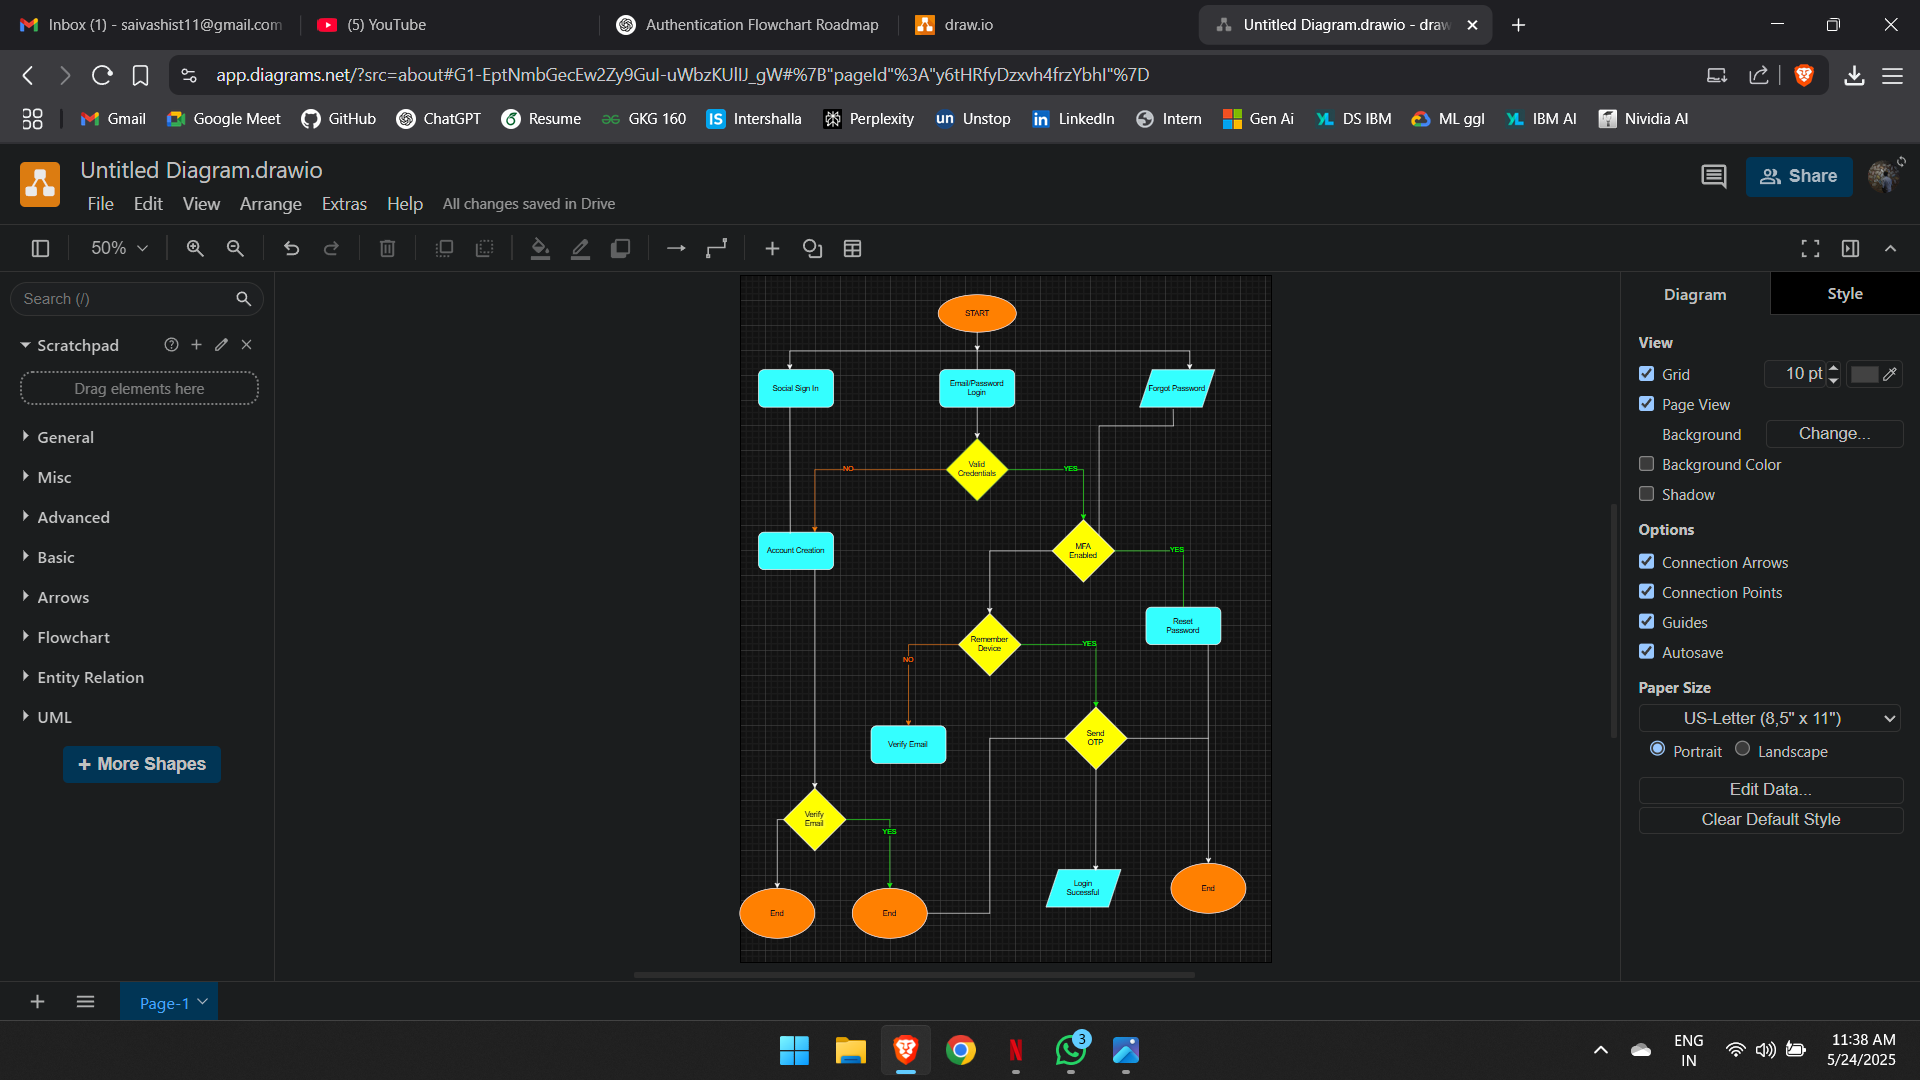 Inbox (1) - saivashist11@gmail.com
(5) YouTube
Authentication Flowchart Roadmap
draw.io
Untitled Diagram.drawio - draw
app.diagrams.net/?src=about#G1-EptNmbGecEw2Zy9GuI-uWbzKUlIJ_gW#%7B"pageId"%3A"y6tHRfyDzxvh4frzYbhI"%7D
Gmail
Google Meet
GitHub
ChatGPT
Resume
GKG 160
IS Intershalla
Perplexity
un Unstop
in LinkedIn
Intern
Gen Ai
YL DS IBM
ML ggl
YL IBM AI
Nividia AI
Untitled Diagram.drawio
File Edit View Arrange Extras Help All changes saved in Drive
Share
50%
Search (/)
Scratchpad
Drag elements here
General
Misc
Advanced
Basic
Arrows
Flowchart
Entity Relation
UML
+ More Shapes
START
Social Sign In
Email/Password
Login
Forgot Password
Valid
Credentials
NO
YES
Account Creation
MFA
Enabled
YES
Reset
Password
Remember
Device
NO
YES
Verify Email
Send
OTP
Verify
Email
YES
Login
Sucessful
End
End
End
Diagram
Style
View
Grid
10 pt
Page View
Background
Change...
Background Color
Shadow
Options
Connection Arrows
Connection Points
Guides
Autosave
Paper Size
US-Letter (8,5" x 11")
Portrait
Landscape
Edit Data...
Clear Default Style
Page-1
3
ENG
IN
11:38 AM
5/24/2025